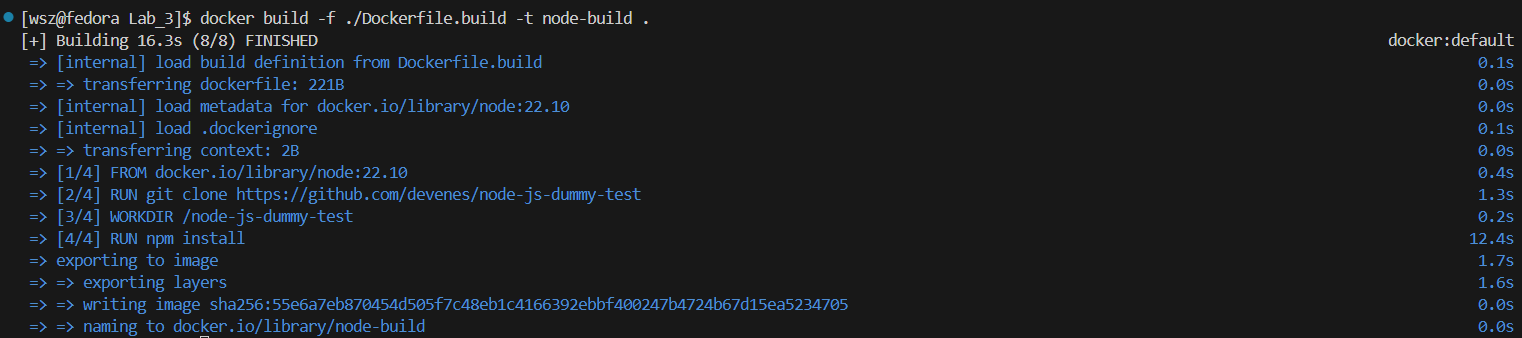 [wsz@fedora Lab_3]$ docker build -f ./Dockerfile.build -t node-build .
[+] Building 16.3s (8/8) FINISHED docker:default
=> [internal] load build definition from Dockerfile.build 0.1s
=> => transferring dockerfile: 221B 0.0s
=> [internal] load metadata for docker.io/library/node:22.10 0.0s
=> [internal] load .dockerignore 0.1s
=> => transferring context: 2B 0.0s
=> [1/4] FROM docker.io/library/node:22.10 0.4s
=> [2/4] RUN git clone https://github.com/devenes/node-js-dummy-test 1.3s
=> [3/4] WORKDIR /node-js-dummy-test 0.2s
=> [4/4] RUN npm install 12.4s
=> exporting to image 1.7s
=> => exporting layers 1.6s
=> => writing image sha256:55e6a7eb870454d505f7c48eb1c4166392ebbf400247b4724b67d15ea5234705 0.0s
=> => naming to docker.io/library/node-build 0.0s